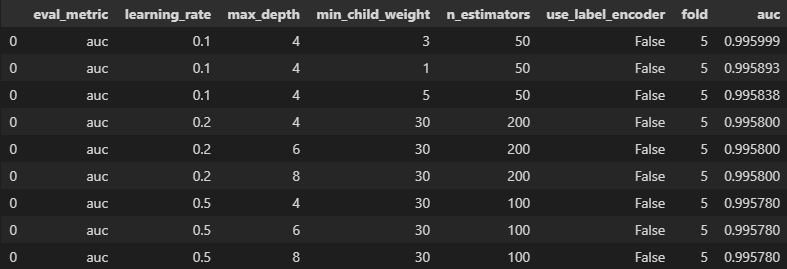 eval_metric learning_rate max_depth min_child_weight n_estimators use_label_encoder fold auc
0 auc 0.1 4 3 50 False 5 0.995999
0 auc 0.1 4 1 50 False 5 0.995893
0 auc 0.1 4 5 50 False 5 0.995838
0 auc 0.2 4 30 200 False 5 0.995800
0 auc 0.2 6 30 200 False 5 0.995800
0 auc 0.2 8 30 200 False 5 0.995800
0 auc 0.5 4 30 100 False 5 0.995780
0 auc 0.5 6 30 100 False 5 0.995780
0 auc 0.5 8 30 100 False 5 0.995780